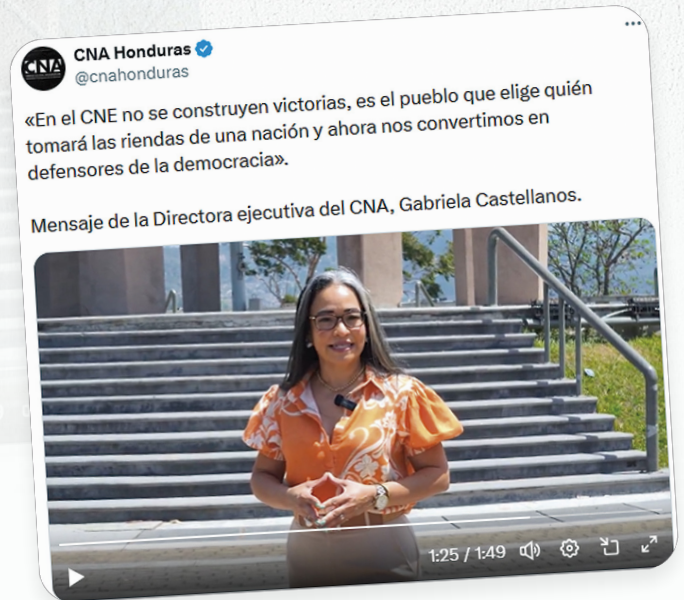 CNA
CNA Honduras
@cnahonduras
«En el CNE no se construyen victorias, es el pueblo que elige quién
tomará las riendas de una nación y ahora nos convertimos en
defensores de la democracia».
Mensaje de la Directora ejecutiva del CNA, Gabriela Castellanos.
1:25 / 1:49